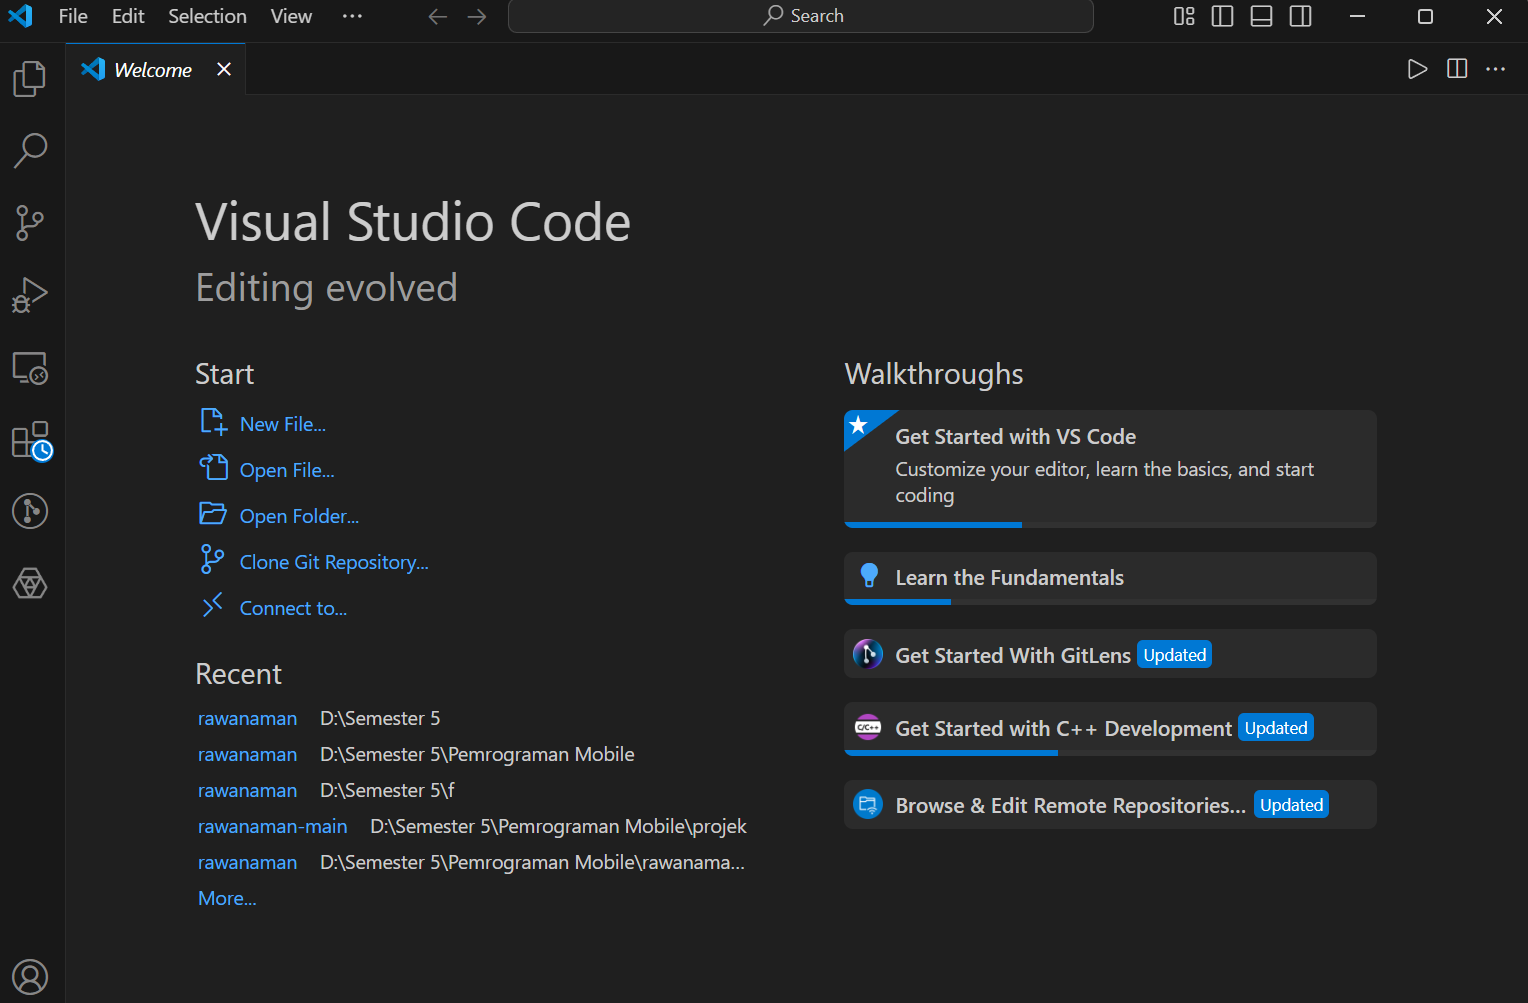 File Edit Selection View ··· Search
Welcome
Visual Studio Code
Editing evolved
Start
New File...
Open File...
Open Folder...
Clone Git Repository...
Connect to...
Recent
rawanaman D:\Semester 5
rawanaman D:\Semester 5\Pemrograman Mobile
rawanaman D:\Semester 5\f
rawanaman-main D:\Semester 5\Pemrograman Mobile\projek
rawanaman D:\Semester 5\Pemrograman Mobile\rawanama...
More...
Walkthroughs
Get Started with VS Code
Customize your editor, learn the basics, and start
coding
Learn the Fundamentals
Get Started With GitLens Updated
C/C++ Get Started with C++ Development Updated
Browse & Edit Remote Repositories... Updated